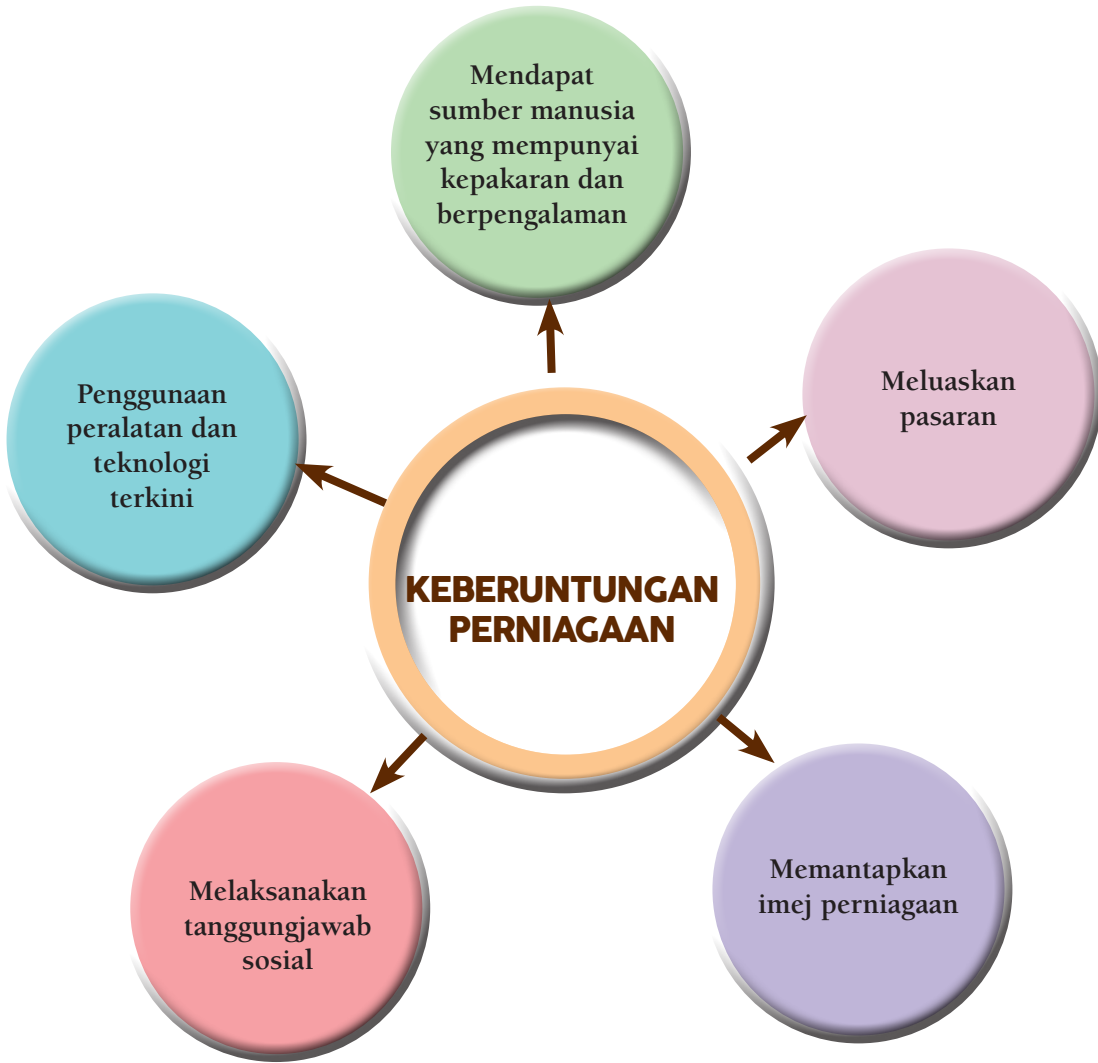 Mendapat
sumber manusia
yang mempunyai
kepakaran dan
berpengalaman
Meluaskan
pasaran
Penggunaan
peralatan dan
teknologi
terkini
KEBERUNTUNGAN
PERNIAGAAN
Memantapkan
imej perniagaan
Melaksanakan
tanggungjawab
sosial